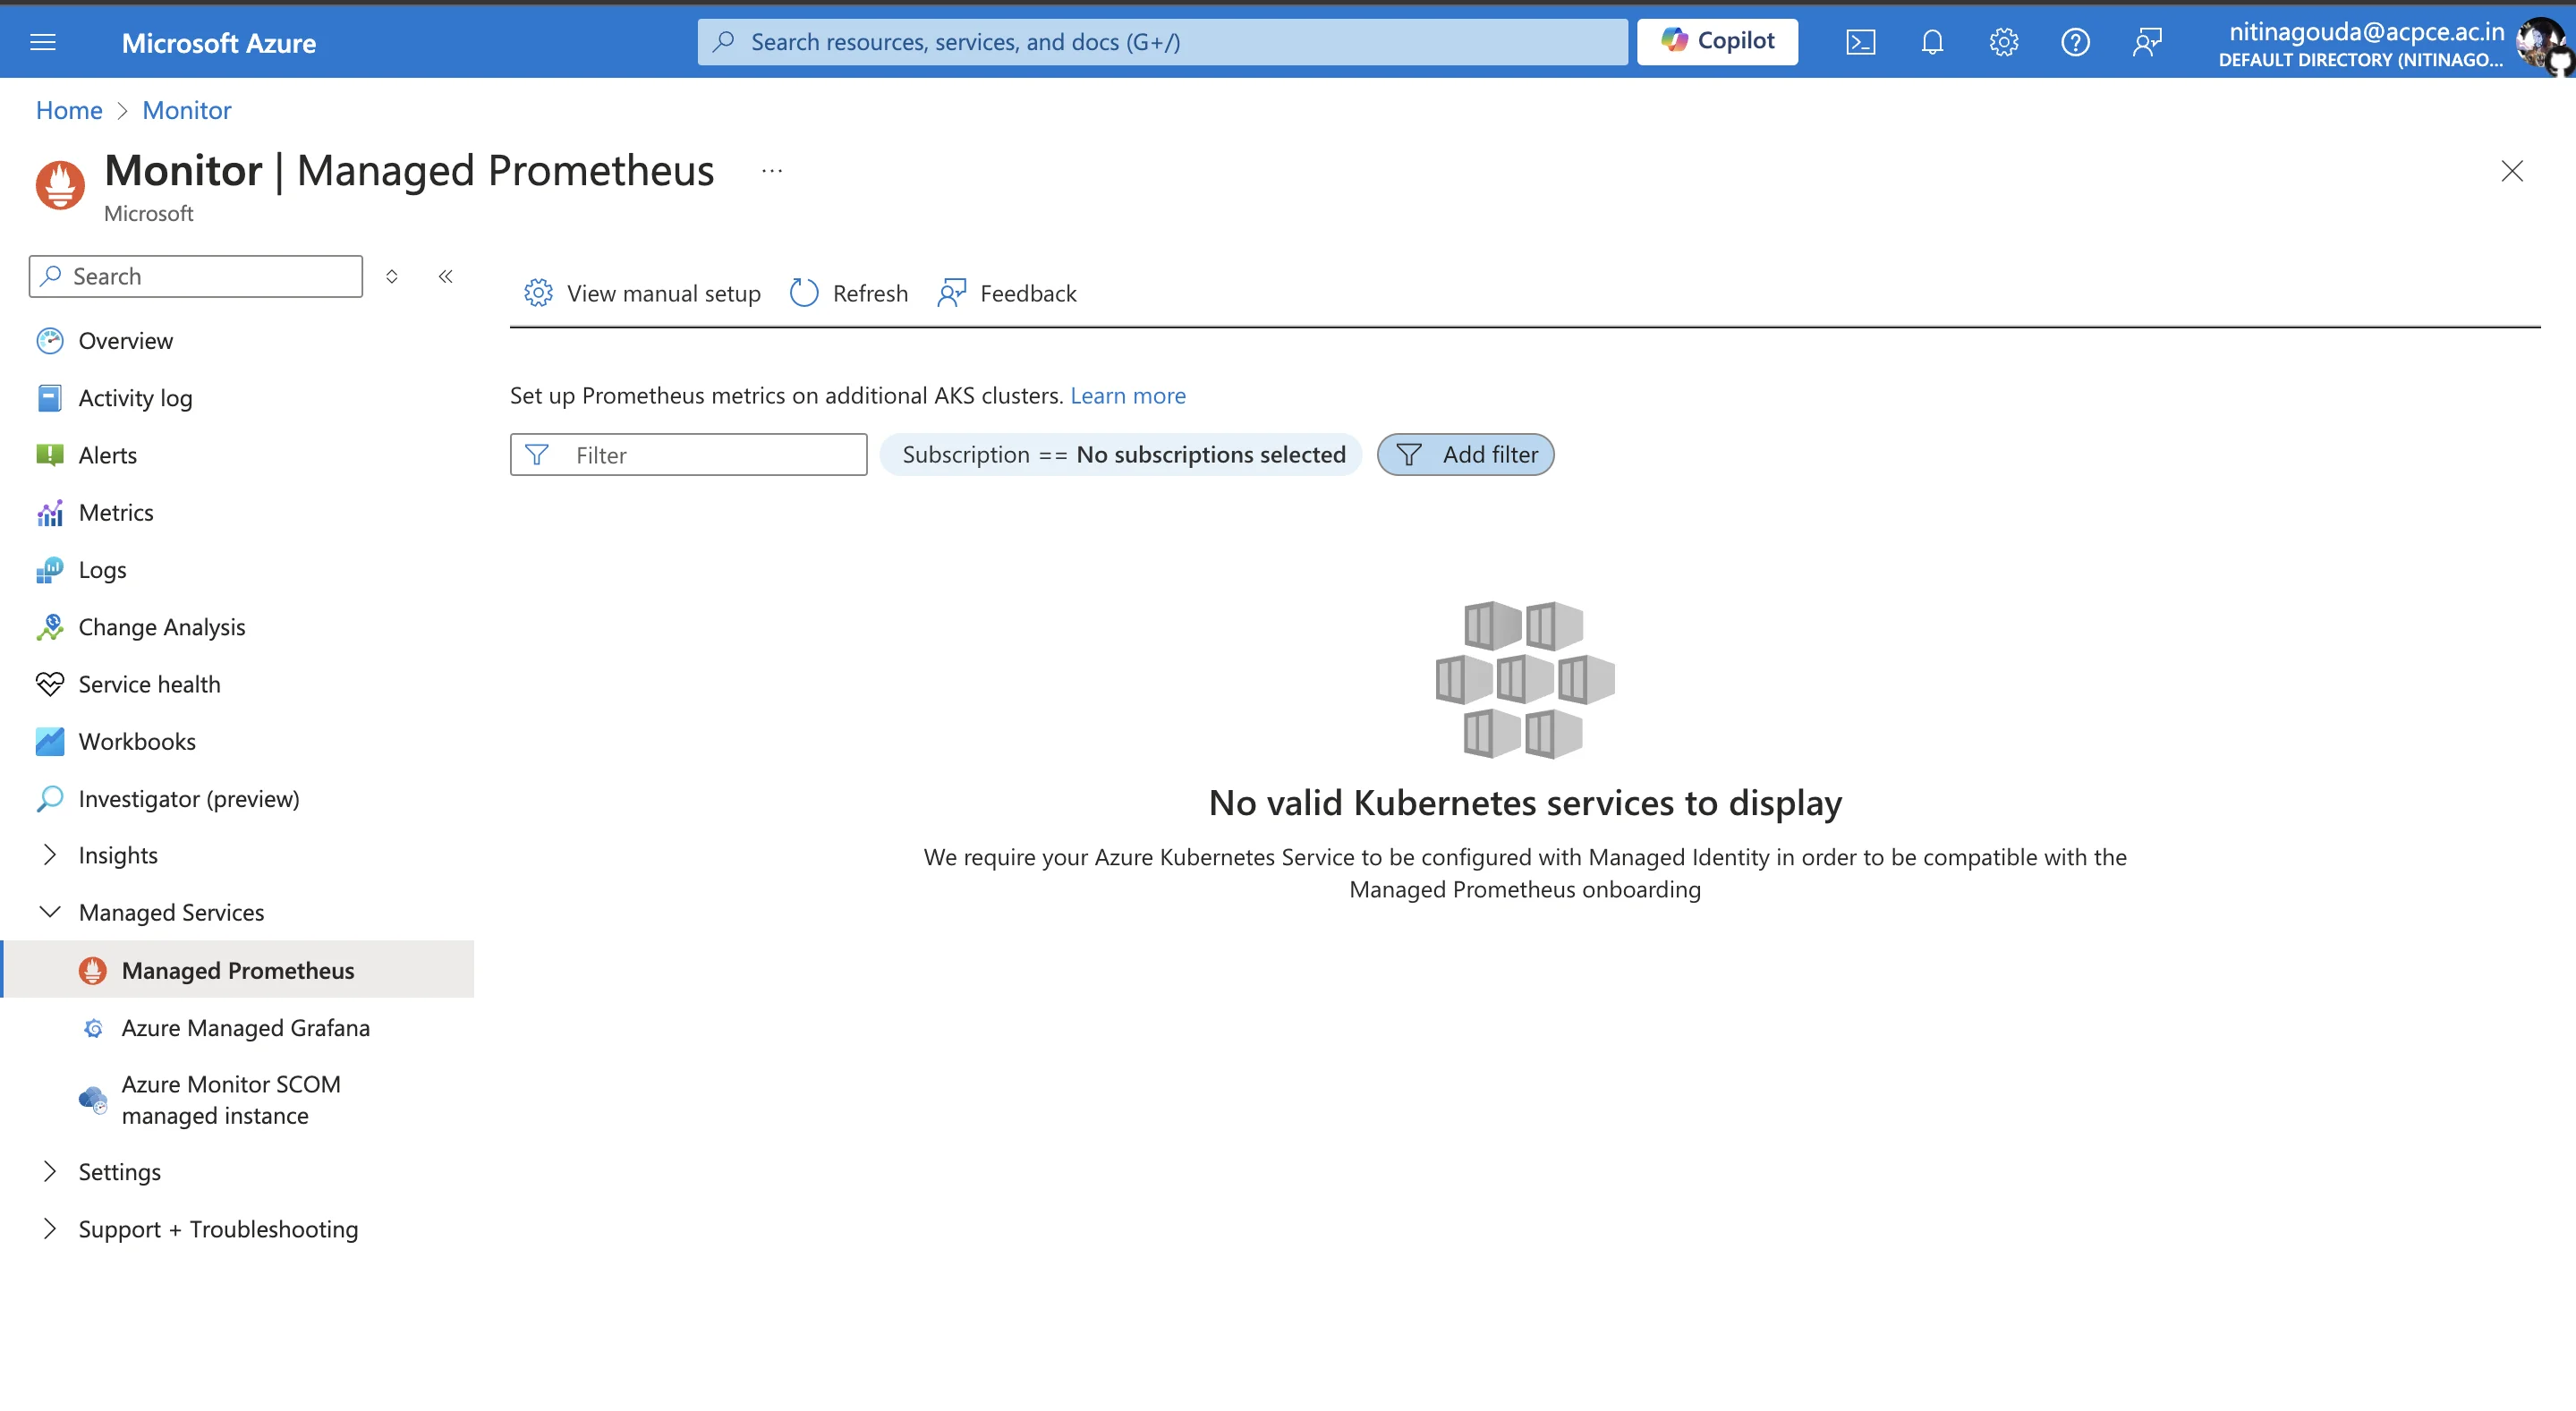 Microsoft Azure
Search resources, services, and docs (G+/)
Copilot
nitinagouda@acpce.ac.in
DEFAULT DIRECTORY (NITINAGO...
Home > Monitor
Monitor | Managed Prometheus ...
Microsoft
Search
Overview
Activity log
Alerts
Metrics
Logs
Change Analysis
Service health
Workbooks
Investigator (preview)
Insights
Managed Services
Managed Prometheus
Azure Managed Grafana
Azure Monitor SCOM
managed instance
Settings
Support + Troubleshooting
View manual setup
Refresh
Feedback
Set up Prometheus metrics on additional AKS clusters. Learn more
Filter
Subscription == No subscriptions selected
Add filter
No valid Kubernetes services to display
We require your Azure Kubernetes Service to be configured with Managed Identity in order to be compatible with the
Managed Prometheus onboarding